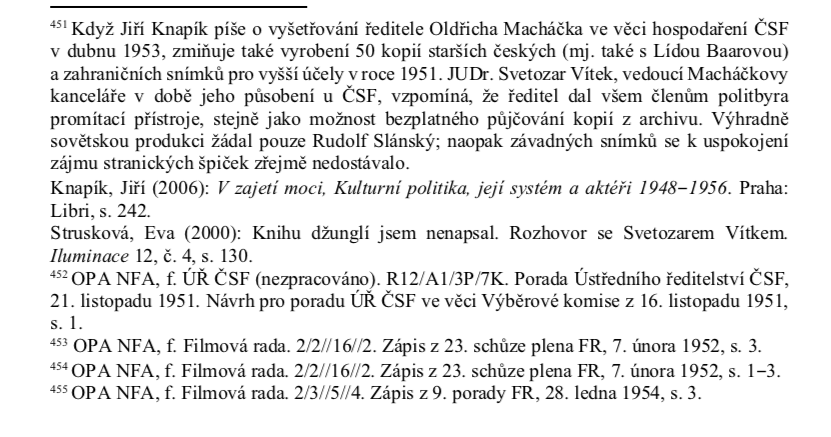 451 Když Jiří Knapík píše o vyšetřování ředitele Oldřicha Macháčka ve věci hospodaření ČSF
v dubnu 1953, zmiňuje také vyrobení 50 kopií starších českých (mj. také s Lídou Baarovou)
a zahraničních snímků pro vyšší účely v roce 1951. JUDr. Svetozar Vítek, vedoucí Macháčkovy
kanceláře v době jeho působení u ČSF, vzpomíná, že ředitel dal všem členům politbyra
promítací přístroje, stejně jako možnost bezplatného půjčování kopií z archivu. Výhradně
sovětskou produkci žádal pouze Rudolf Slánský; naopak závadných snímků se k uspokojení
zájmu stranických špiček zřejmě nedostávalo.
Knapík, Jiří (2006): V zajetí moci, Kulturní politika, její systém a aktéři 1948–1956. Praha:
Libri, s. 242.
Strusková, Eva (2000): Knihu džunglí jsem nenapsal. Rozhovor se Svetozarem Vítkem.
Iluminace 12, č. 4, s. 130.
452 OPA NFA, f. ÚŘ ČSF (nezpracováno). R12/A1/3P/7K. Porada Ústředního ředitelství ČSF,
21. listopadu 1951. Návrh pro poradu ÚŘ ČSF ve věci Výběrové komise z 16. listopadu 1951,
s. 1.
453 OPA NFA, f. Filmová rada. 2/2//16//2. Zápis z 23. schůze plena FR, 7. února 1952, s. 3.
454 OPA NFA, f. Filmová rada. 2/2//16//2. Zápis z 23. schůze plena FR, 7. února 1952, s. 1–3.
455 OPA NFA, f. Filmová rada. 2/3//5//4. Zápis z 9. porady FR, 28. ledna 1954, s. 3.